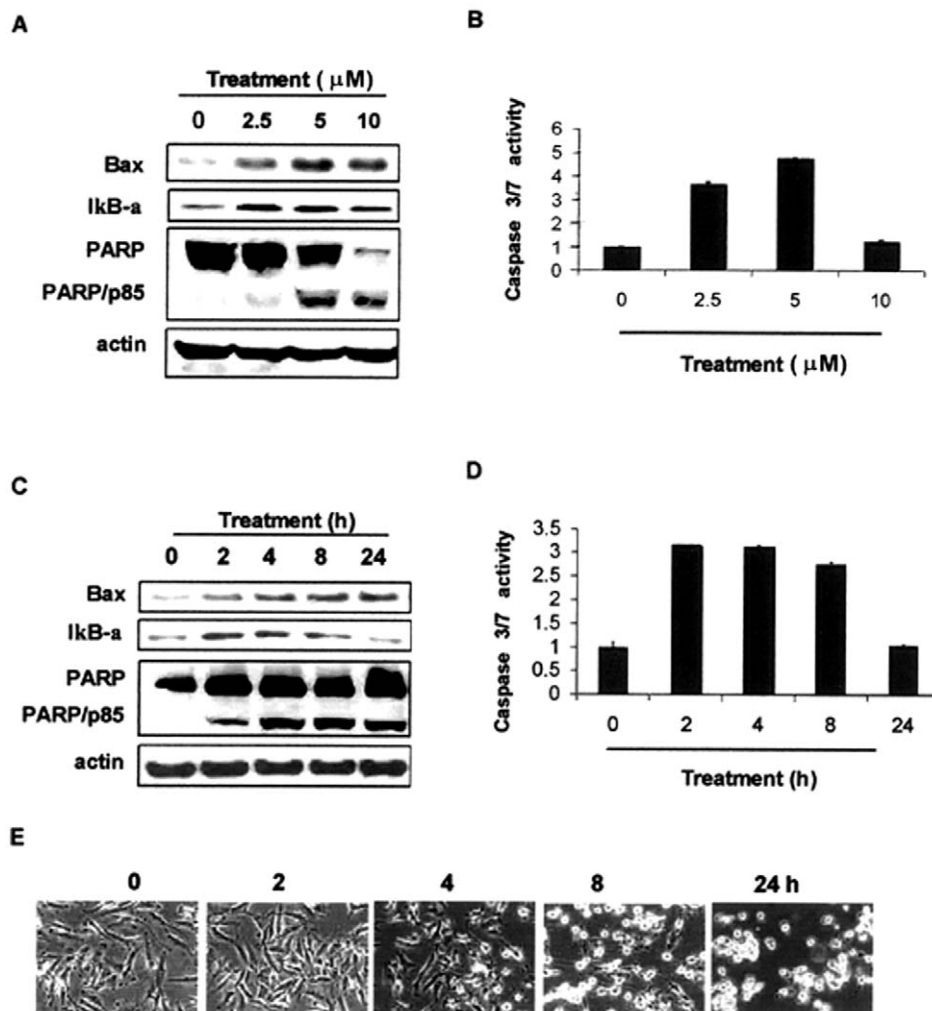 A
Treatment ( µM)
0 2.5 5 10
Bax
IkB-a
PARP
PARP/p85
actin
B
Caspase 3/7 activity
6
5
4
3
2
1
0
0 2.5 5 10
Treatment ( µM)
C
Treatment (h)
0 2 4 8 24
Bax
IkB-a
PARP
PARP/p85
actin
D
Caspase 3/7 activity
3.5
3
2.5
2
1.5
1
0.5
0
0 2 4 8 24
Treatment (h)
E
0 2 4 8 24 h